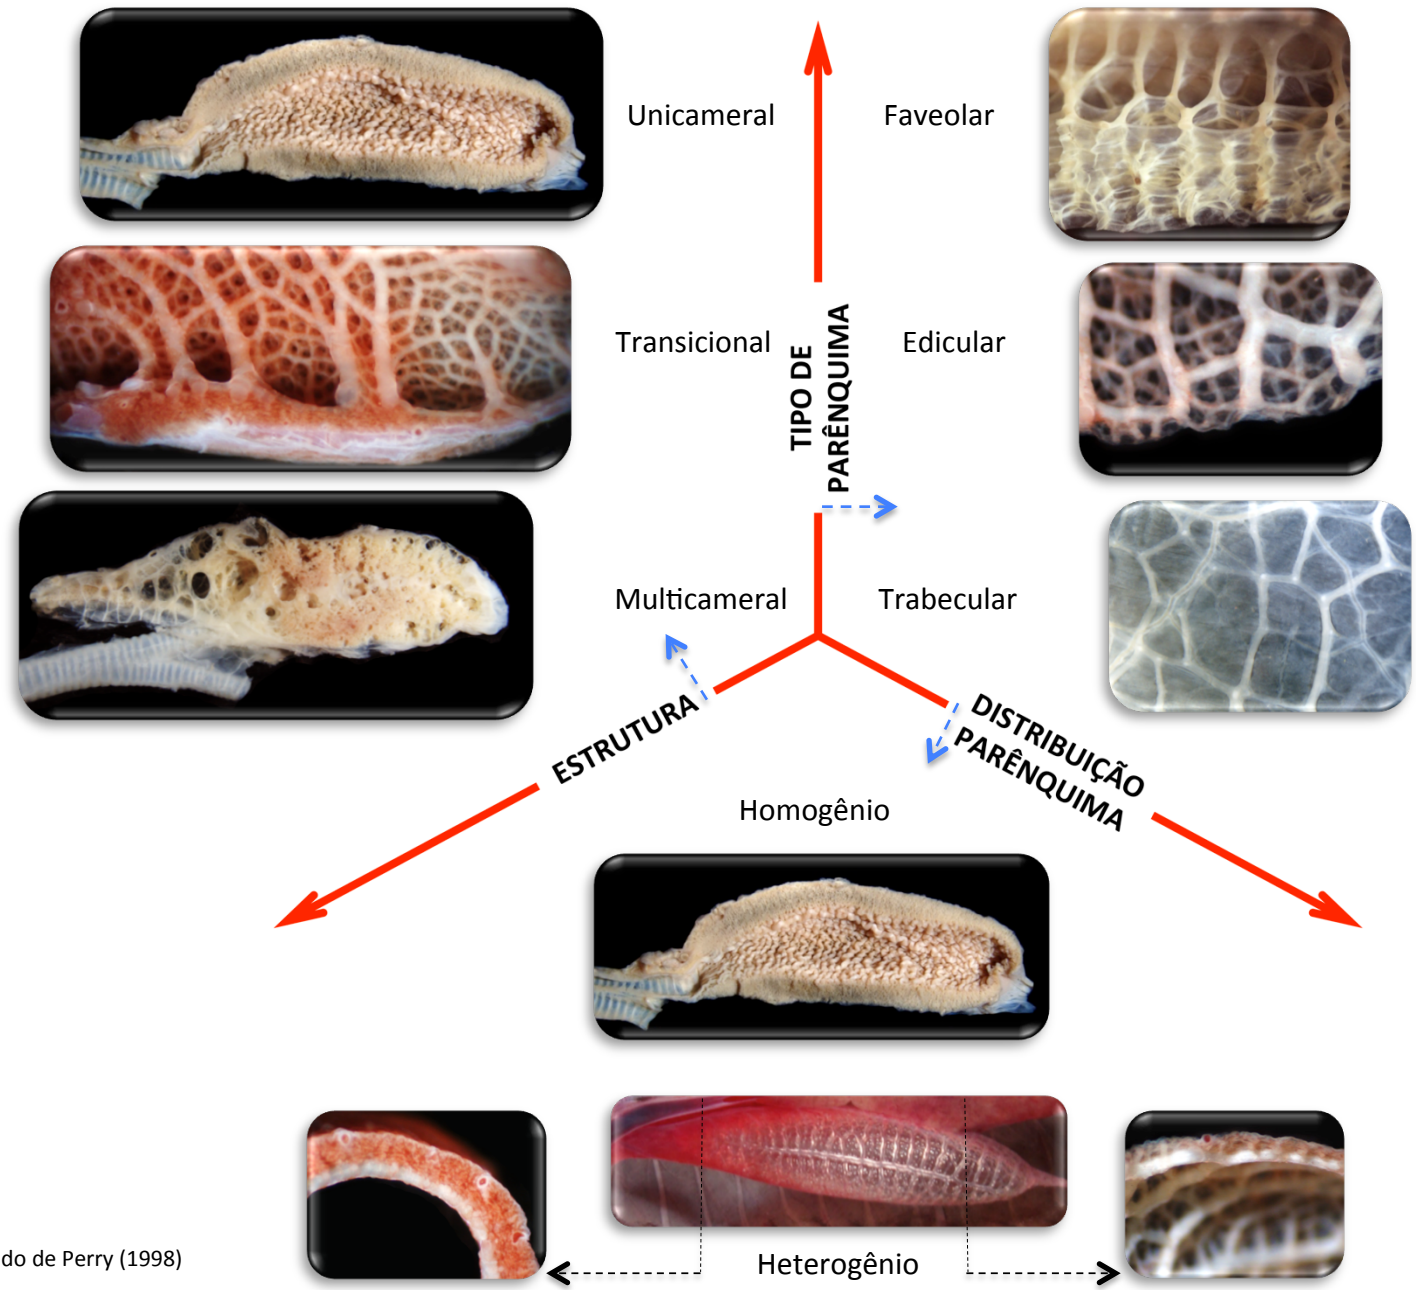 Unicameral
Faveolar
Transicional
Edicular
TIPO DE
PARÊNQUIMA
Multicameral
Trabecular
ESTRUTURA
DISTRIBUIÇÃO
PARÊNQUIMA
Homogênio
Heterogênio
do de Perry (1998)